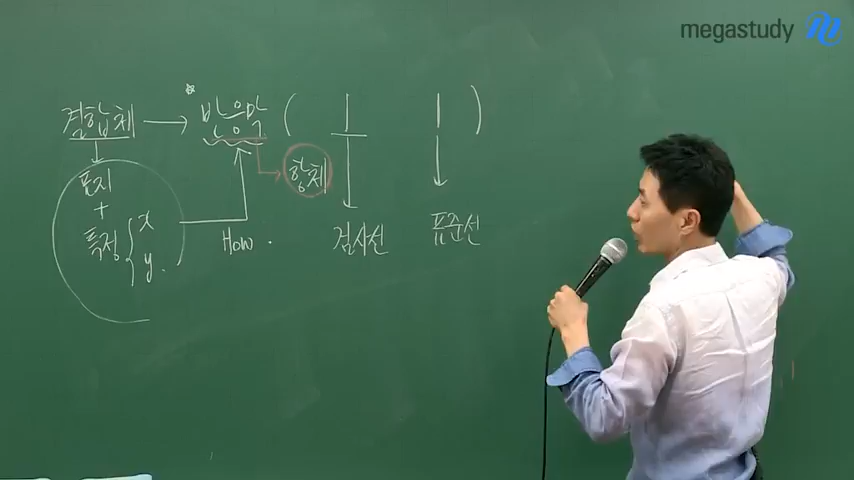 megastudy
결합체 → 반응막 ( | | )
항체
표지
+
특정 { x
y
How.
검사선 표준선